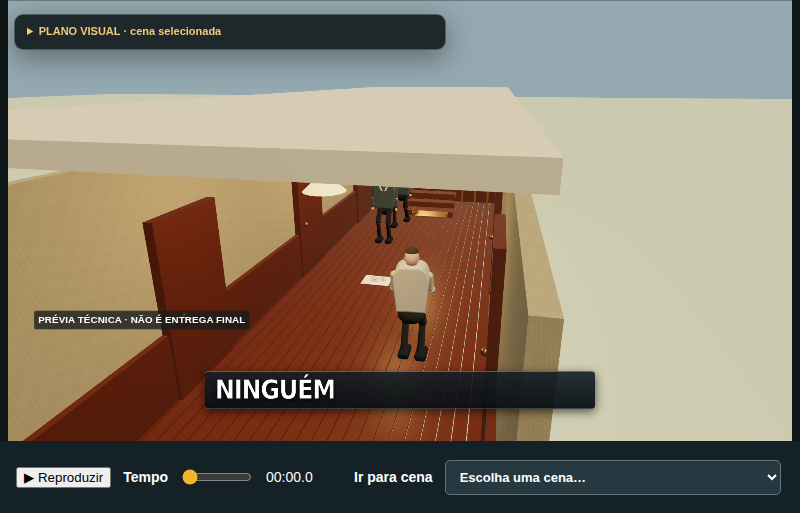 ▶ PLANO VISUAL · cena selecionada
PRÉVIA TÉCNICA · NÃO É ENTREGA FINAL
NINGUÉM
▶ Reproduzir Tempo 00:00.0 Ir para cena Escolha uma cena…